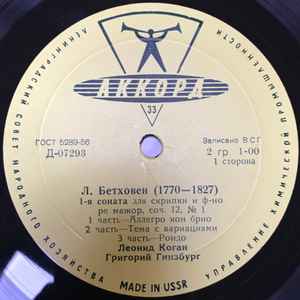 ЛЕНИНГРАДСКИЙ СОВЕТ НАРОДНОГО ХОЗЯЙСТВА
УПРАВЛЕНИЕ ХИМИЧЕСКОЙ ПРОМЫШЛЕННОСТИ
АККОРД
33
ГОСТ 5289-56
Д-07293
Записано ВСГ
2 гр. 1-00
1 сторона
Л. Бетховен (1770—1827)
1-я соната для скрипки и ф-но
ре мажор, соч. 12, № 1
1 часть—Аллегро кон брио
2 часть—Тема с вариациями
3 часть—Рондо
Леонид Коган
Григорий Гинзбург
MADE IN USSR